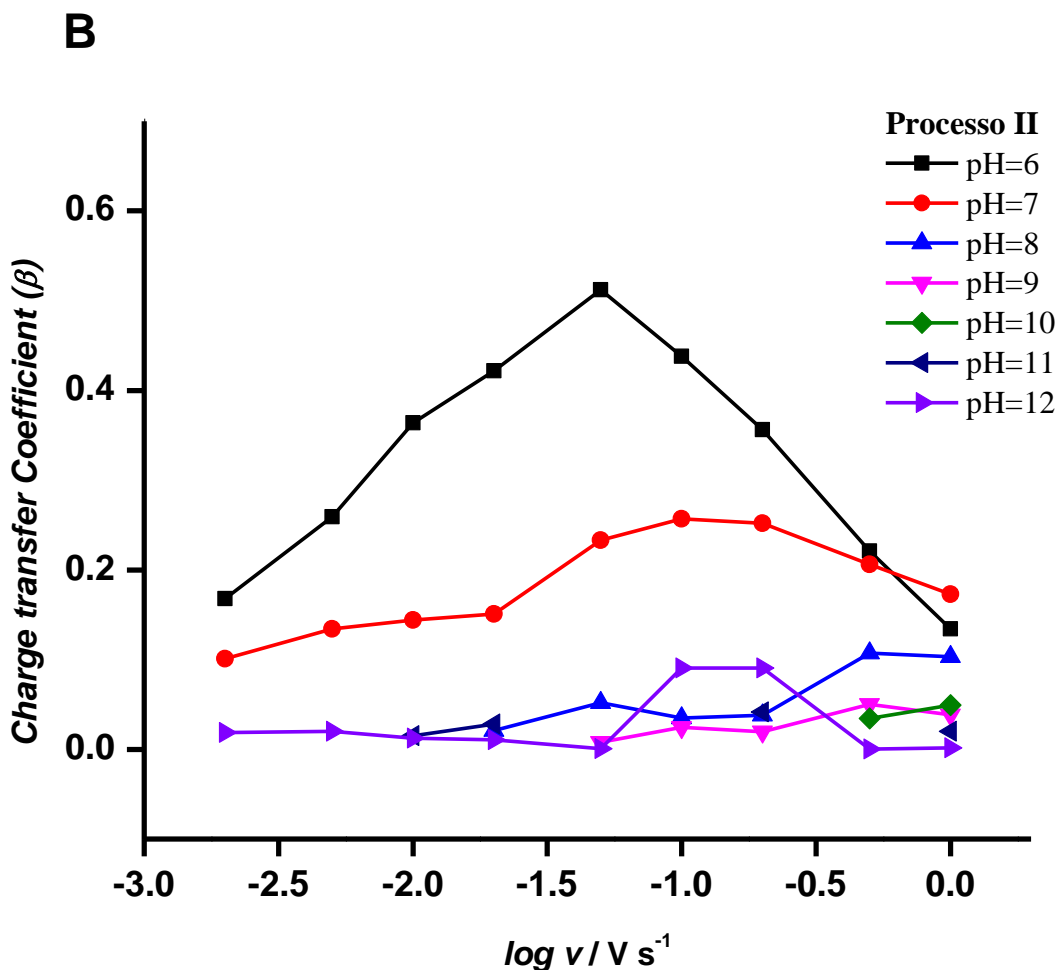 B
Processo II
pH=6
pH=7
pH=8
pH=9
pH=10
pH=11
pH=12
Charge transfer Coefficient (β)
0.6
0.4
0.2
0.0
-3.0 -2.5 -2.0 -1.5 -1.0 -0.5 0.0
log v / V s⁻¹